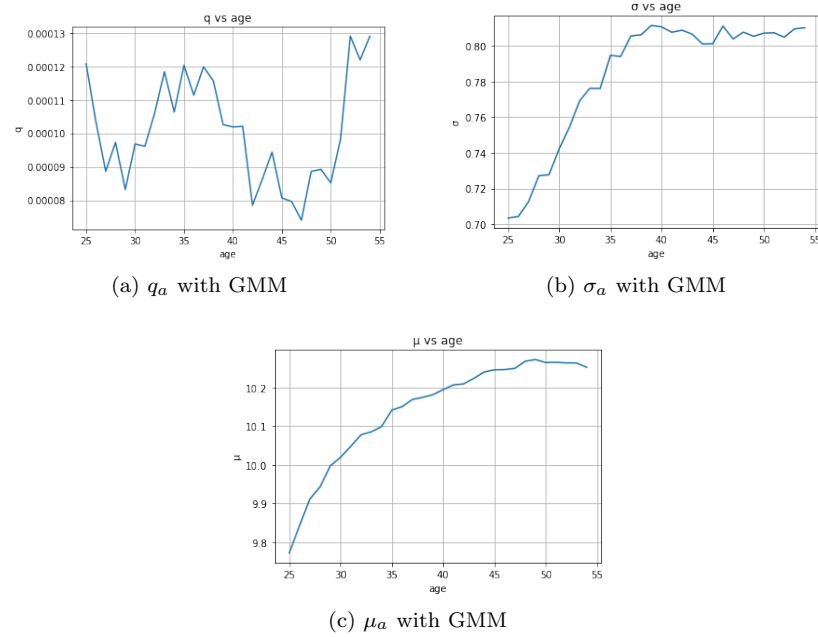 q vs age
0.00013
0.00012
0.00011
0.00010
0.00009
0.00008
q
25 30 35 40 45 50 55
age
(a) qₐ with GMM
σ vs age
0.80
0.78
0.76
0.74
0.72
0.70
σ
25 30 35 40 45 50 55
age
(b) σₐ with GMM
μ vs age
10.2
10.1
10.0
9.9
9.8
μ
25 30 35 40 45 50 55
age
(c) μₐ with GMM